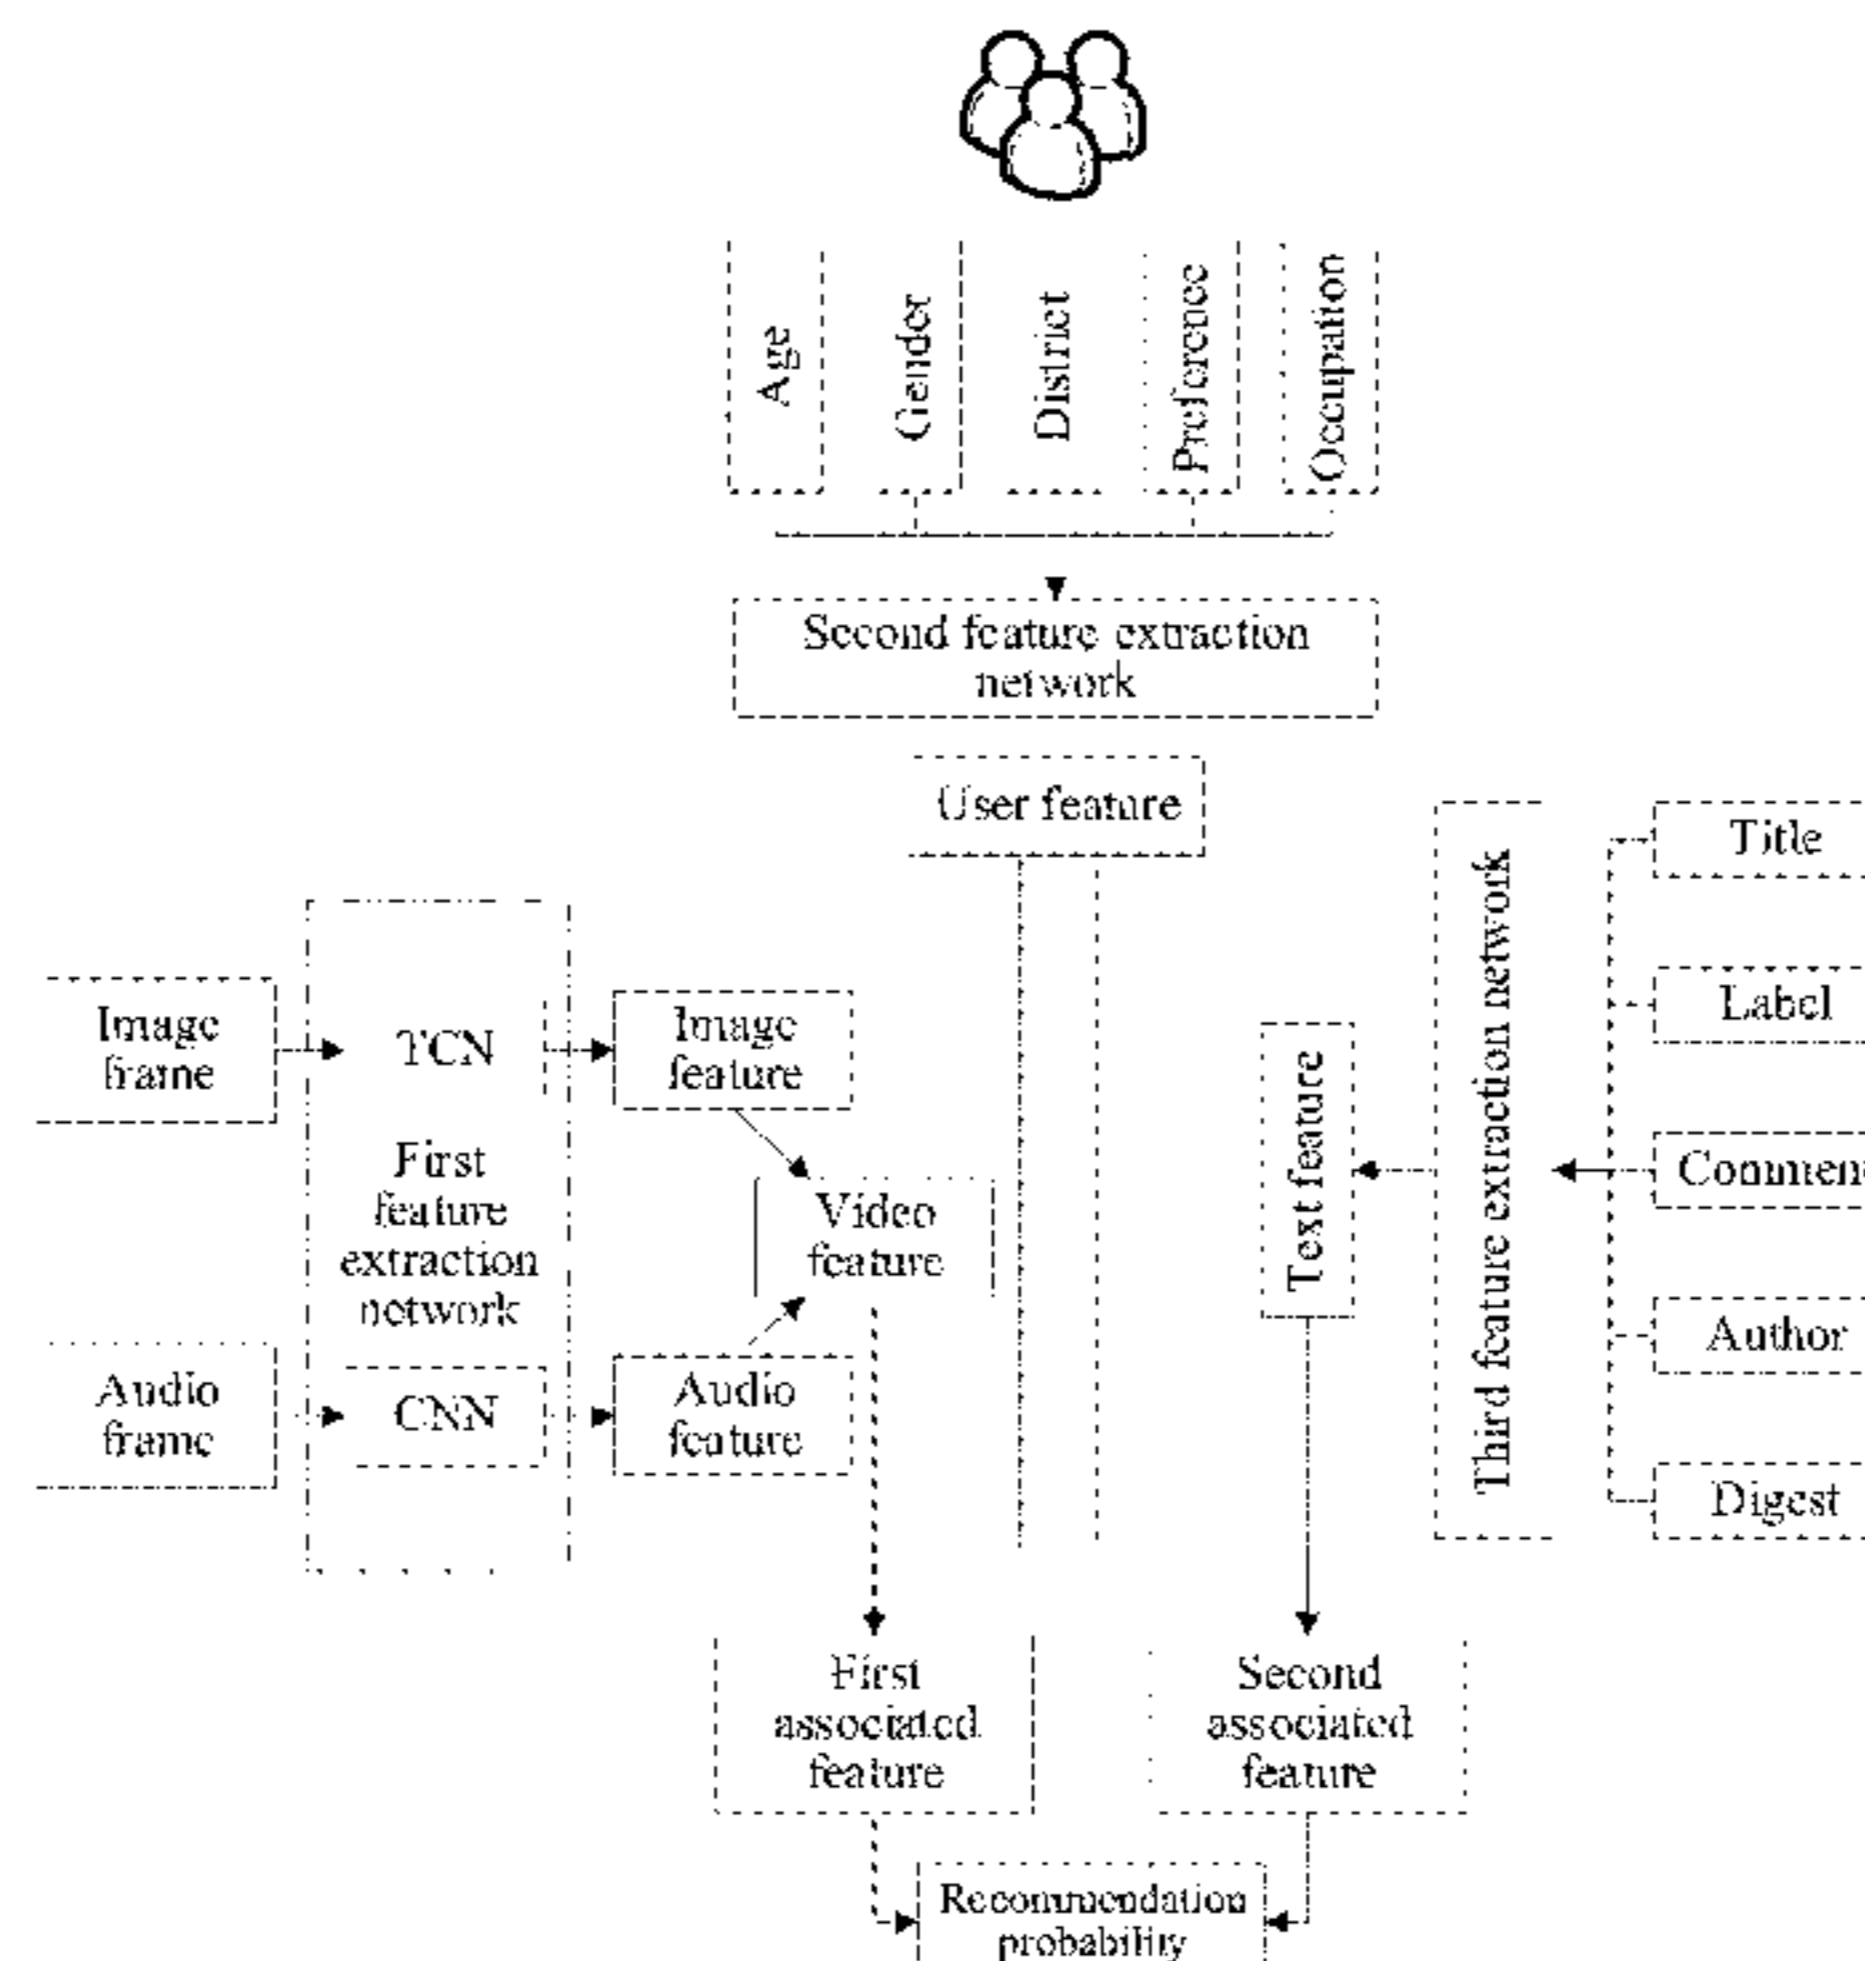 Age
Gender
District
Preference
Occupation
Second feature extraction
network
User feature
Image
frame
TCN
Image
feature
First
feature
extraction
network
Video
feature
Audio
frame
CNN
Audio
feature
Text feature
Third feature extraction network
Title
Label
Commen
Author
Digest
First
associated
feature
Second
associated
feature
Recommendation
probability